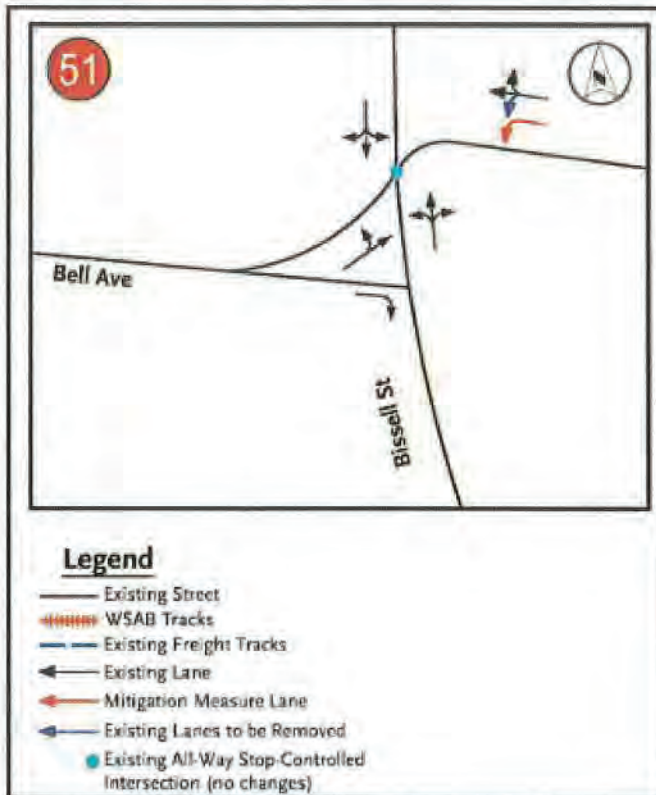 51
Bell Ave
Bissell St
Legend
Existing Street
WSAB Tracks
Existing Freight Tracks
Existing Lane
Mitigation Measure Lane
Existing Lanes to be Removed
Existing All-Way Stop-Controlled
Intersection (no changes)